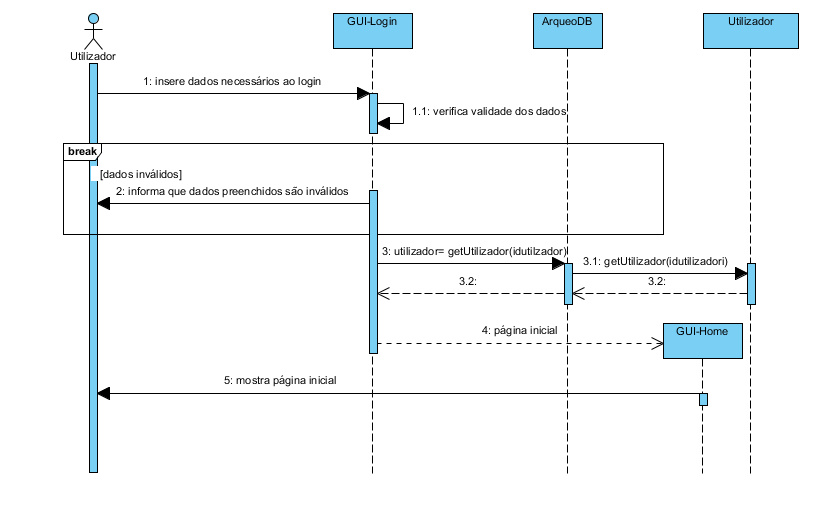 GUI-Login
ArqueoDB
Utilizador
Utilizador
1: insere dados necessários ao login
1.1: verifica validade dos dados
break
[dados inválidos]
2: informa que dados preenchidos são inválidos
3: utilizador= getUtilizador(idutilzador)
3.1: getUtilizador(idutilizadori)
3.2:
3.2:
4: página inicial
GUI-Home
5: mostra página inicial